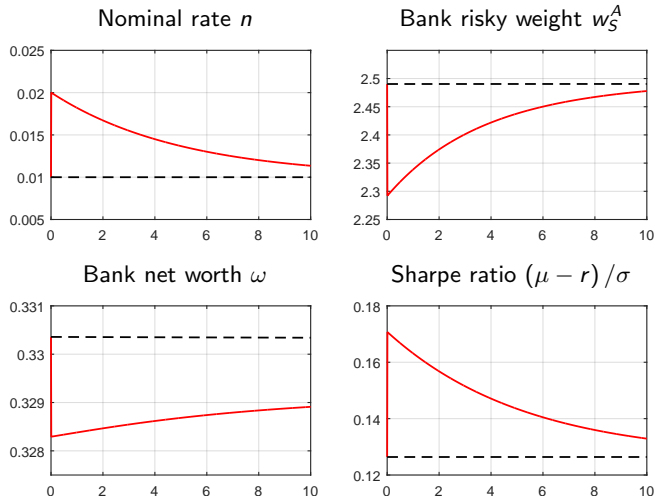 Nominal rate n
0.025
0.02
0.015
0.01
0.005
0 2 4 6 8 10
Bank risky weight w_S^A
2.5
2.45
2.4
2.35
2.3
2.25
0 2 4 6 8 10
Bank net worth ω
0.331
0.33
0.329
0.328
0 2 4 6 8 10
Sharpe ratio (μ − r) /σ
0.18
0.16
0.14
0.12
0 2 4 6 8 10